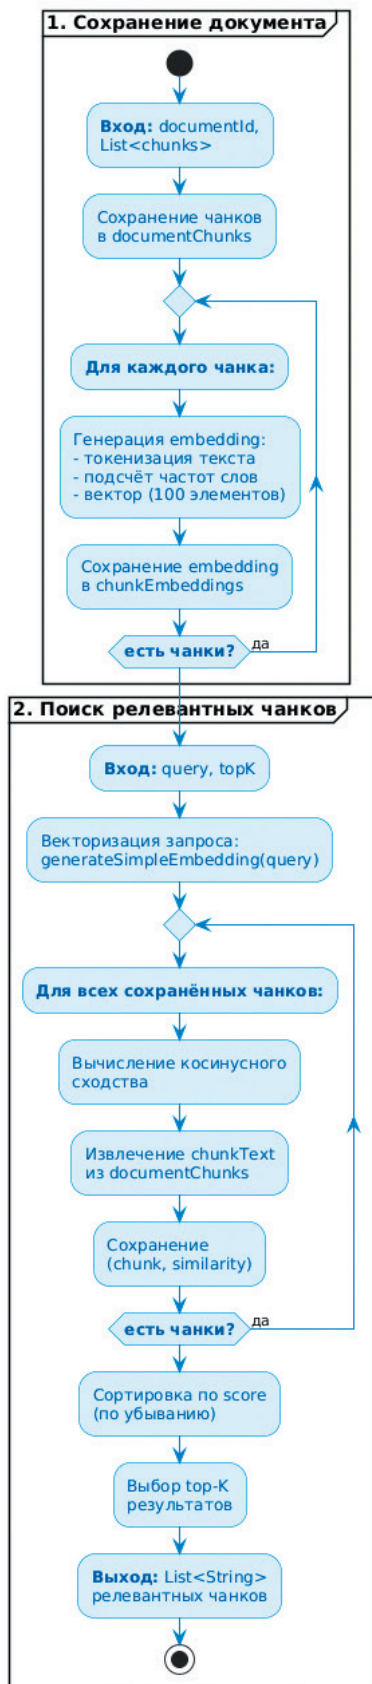 1. Сохранение документа
Вход: documentId,
List<chunks>
Сохранение чанков
в documentChunks
Для каждого чанка:
Генерация embedding:
- токенизация текста
- подсчёт частот слов
- вектор (100 элементов)
Сохранение embedding
в chunkEmbeddings
есть чанки?
да
2. Поиск релевантных чанков
Вход: query, topK
Векторизация запроса:
generateSimpleEmbedding(query)
Для всех сохранённых чанков:
Вычисление косинусного
сходства
Извлечение chunkText
из documentChunks
Сохранение
(chunk, similarity)
есть чанки?
да
Сортировка по score
(по убыванию)
Выбор top-K
результатов
Выход: List<String>
релевантных чанков